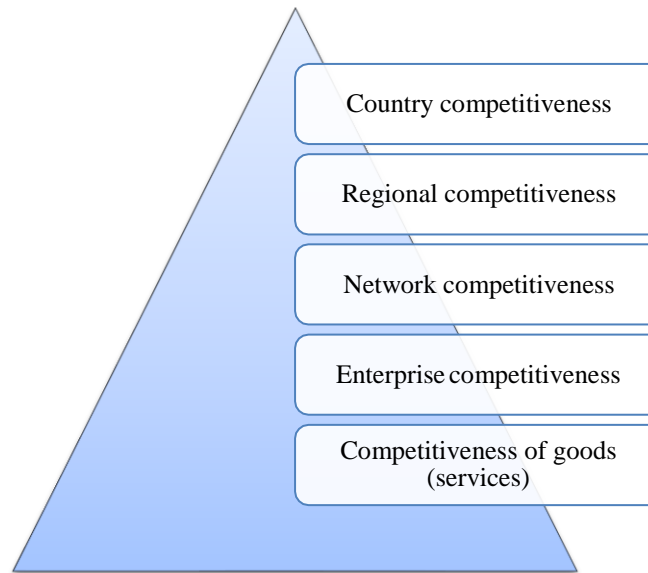 Country competitiveness
Regional competitiveness
Network competitiveness
Enterprise competitiveness
Competitiveness of goods
(services)